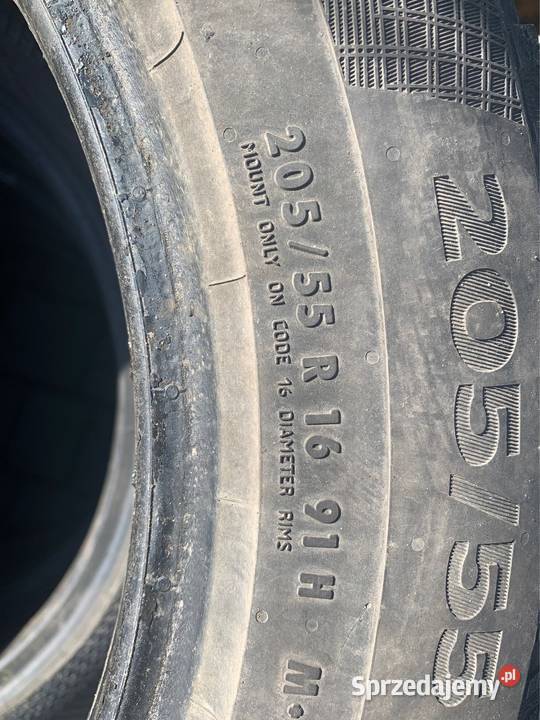 205/55
205/55 R 16 91 H · M·
MOUNT ONLY ON CODE 16 DIAMETER RIMS
Sprzedajemy.pl